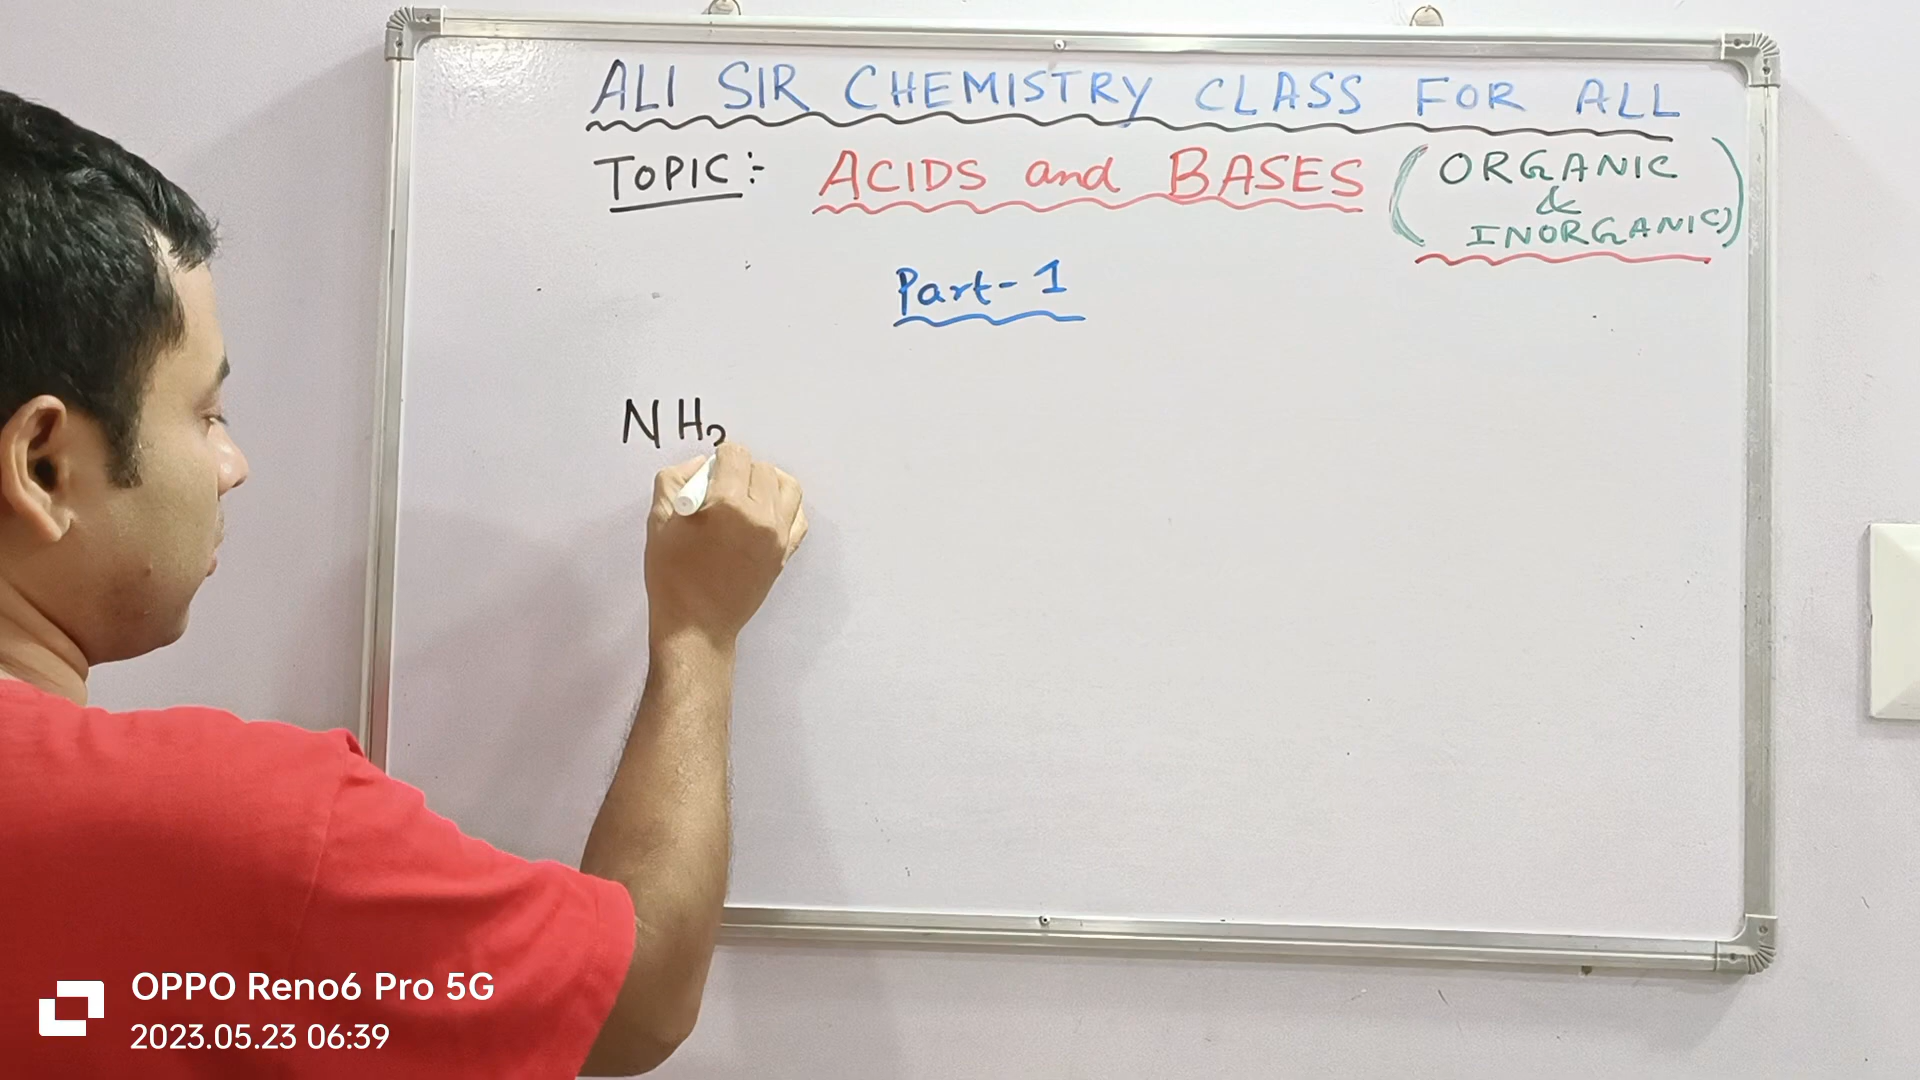 ALI SIR CHEMISTRY CLASS FOR ALL
TOPIC:- ACIDS and BASES (ORGANIC
&
INORGANIC)
Part-1
NH
OPPO Reno6 Pro 5G
2023.05.23 06:39